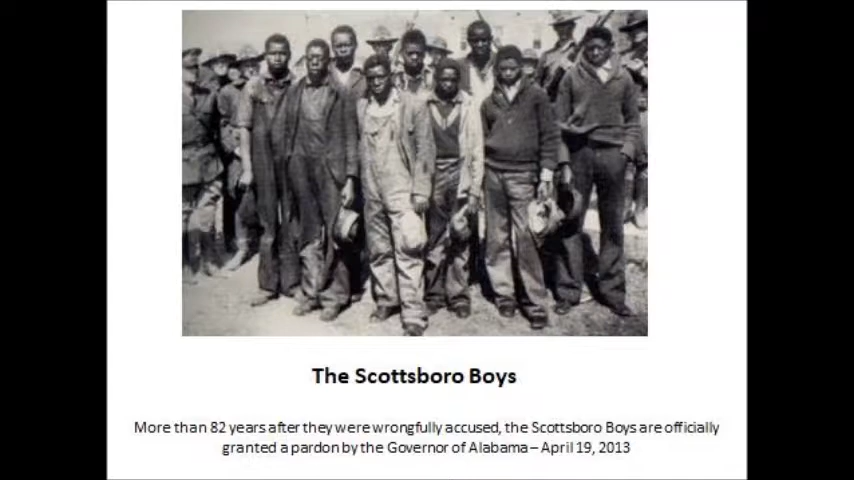 The Scottsboro Boys
More than 82 years after they were wrongfully accused, the Scottsboro Boys are officially
granted a pardon by the Governor of Alabama – April 19, 2013